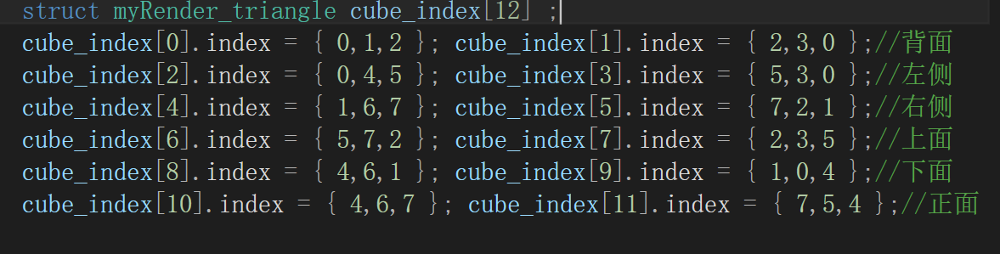 struct myRender_triangle cube_index[12] ;
cube_index[0].index = { 0,1,2 }; cube_index[1].index = { 2,3,0 };//背面
cube_index[2].index = { 0,4,5 }; cube_index[3].index = { 5,3,0 };//左侧
cube_index[4].index = { 1,6,7 }; cube_index[5].index = { 7,2,1 };//右侧
cube_index[6].index = { 5,7,2 }; cube_index[7].index = { 2,3,5 };//上面
cube_index[8].index = { 4,6,1 }; cube_index[9].index = { 1,0,4 };//下面
cube_index[10].index = { 4,6,7 }; cube_index[11].index = { 7,5,4 };//正面